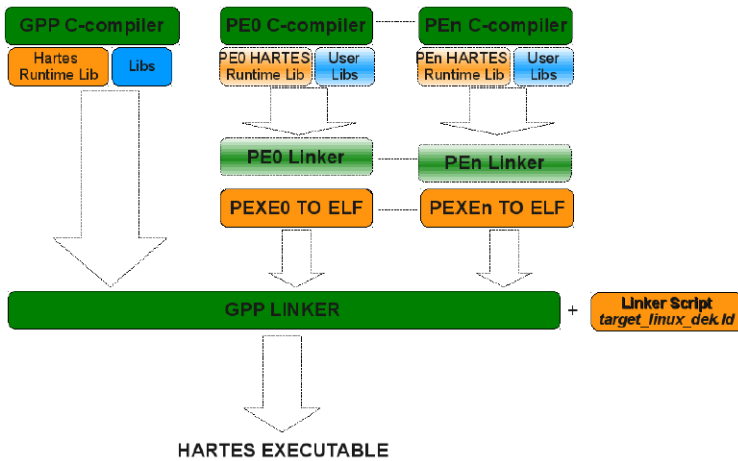 GPP C-compiler
PE0 C-compiler
PEn C-compiler
Hartes
Runtime Lib
Libs
PE0 HARTES
Runtime Lib
User
Libs
PEn HARTES
Runtime Lib
User
Libs
PE0 Linker
PEn Linker
PEXE0 TO ELF
PEXEn TO ELF
GPP LINKER
+
Linker Script
target_linux_dek.ld
HARTES EXECUTABLE